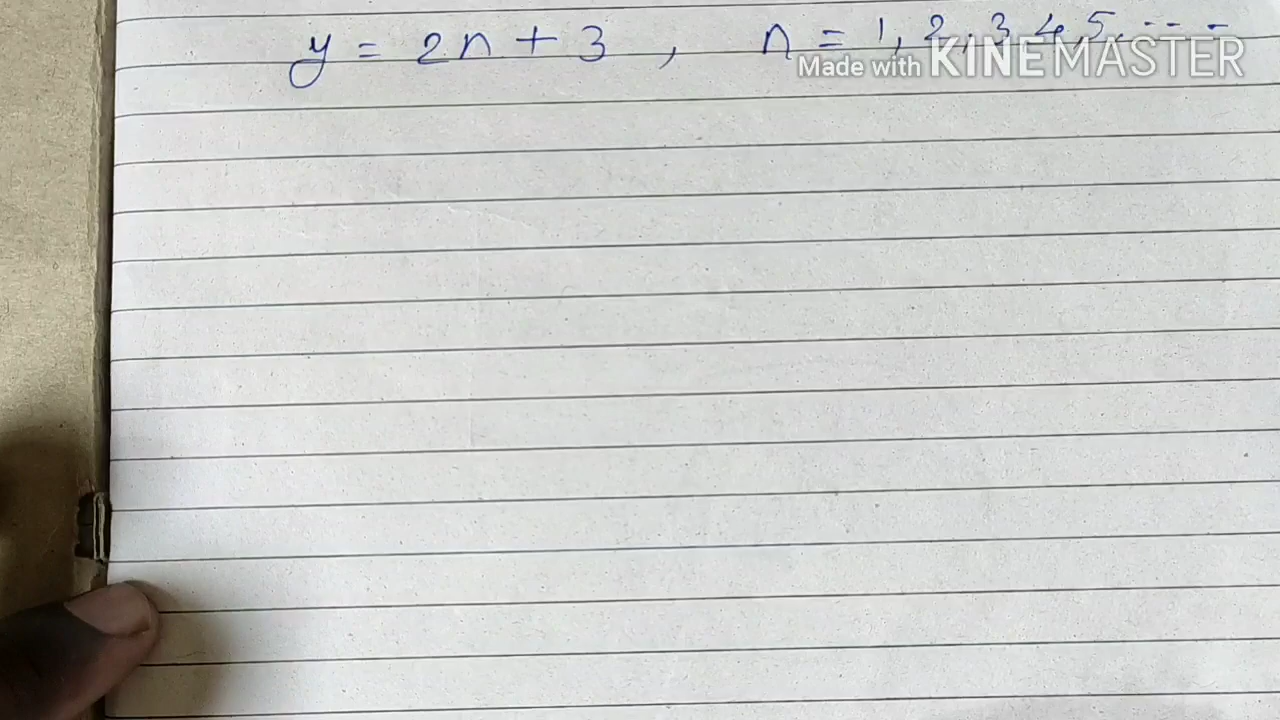 y = 2n + 3 , n = 1, 2, 3 4, 5. - - - -
Made with KINEMASTER